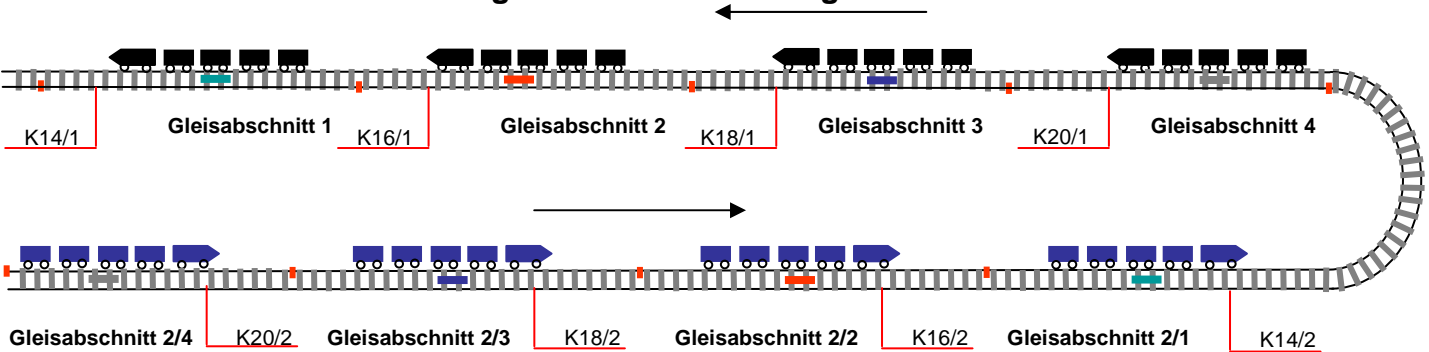 K14/1 Gleisabschnitt 1 K16/1 Gleisabschnitt 2 K18/1 Gleisabschnitt 3 K20/1 Gleisabschnitt 4
Gleisabschnitt 2/4 K20/2 Gleisabschnitt 2/3 K18/2 Gleisabschnitt 2/2 K16/2 Gleisabschnitt 2/1 K14/2